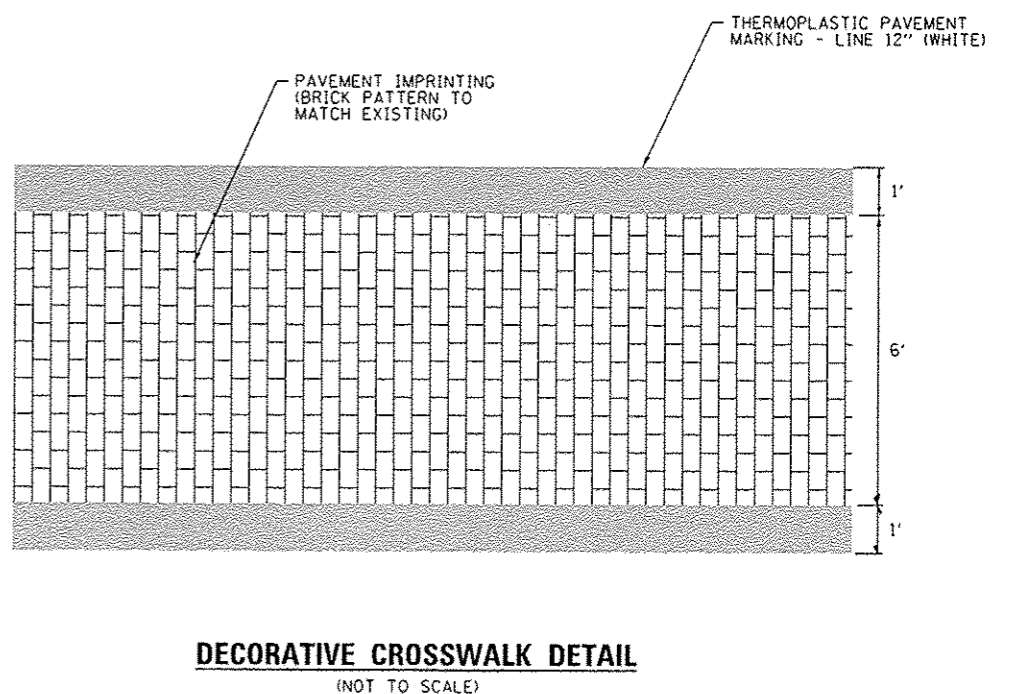 THERMOPLASTIC PAVEMENT
MARKING - LINE 12" (WHITE)
PAVEMENT IMPRINTING
(BRICK PATTERN TO
MATCH EXISTING)
1'
6'
1'
DECORATIVE CROSSWALK DETAIL
(NOT TO SCALE)